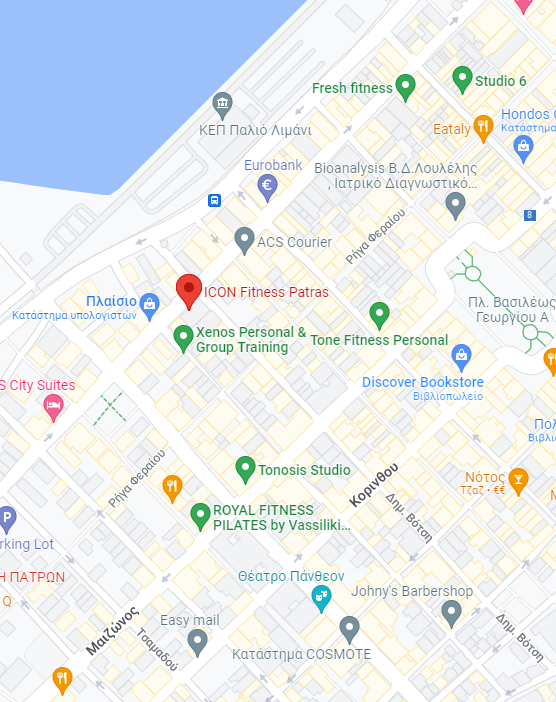 Fresh fitness
Studio 6
ΚΕΠ Παλιό Λιμάνι
Eataly
Hondos C
Κατάστημα
Eurobank
€
Bioanalysis Β.Δ.Λουλέλης
, Ιατρικό Διαγνωστικό...
8
ACS Courier
Ρήγα Φεραίου
ICON Fitness Patras
Πλαίσιο
Κατάστημα υπολογιστών
Πλ. Βασιλέως
Γεωργίου Α
Xenos Personal &
Group Training
Tone Fitness Personal
S City Suites
Discover Bookstore
Βιβλιοπωλείο
Πολ
Βιβλι
Ρήγα Φεραίου
Tonosis Studio
Κορίνθου
Νότος
Τζαζ • €€
Δημ. Βότση
ROYAL FITNESS
PILATES by Vassiliki...
P
rking Lot
Η ΠΑΤΡΩΝ
Θέατρο Πάνθεον
Johny's Barbershop
Μαιζώνος
Easy mail
Τσαμαδού
Κατάστημα COSMOTE
Δημ. Βότση